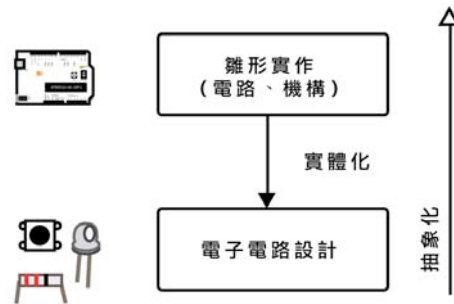 雛形實作
(電路、機構)
實體化
電子電路設計
抽象化